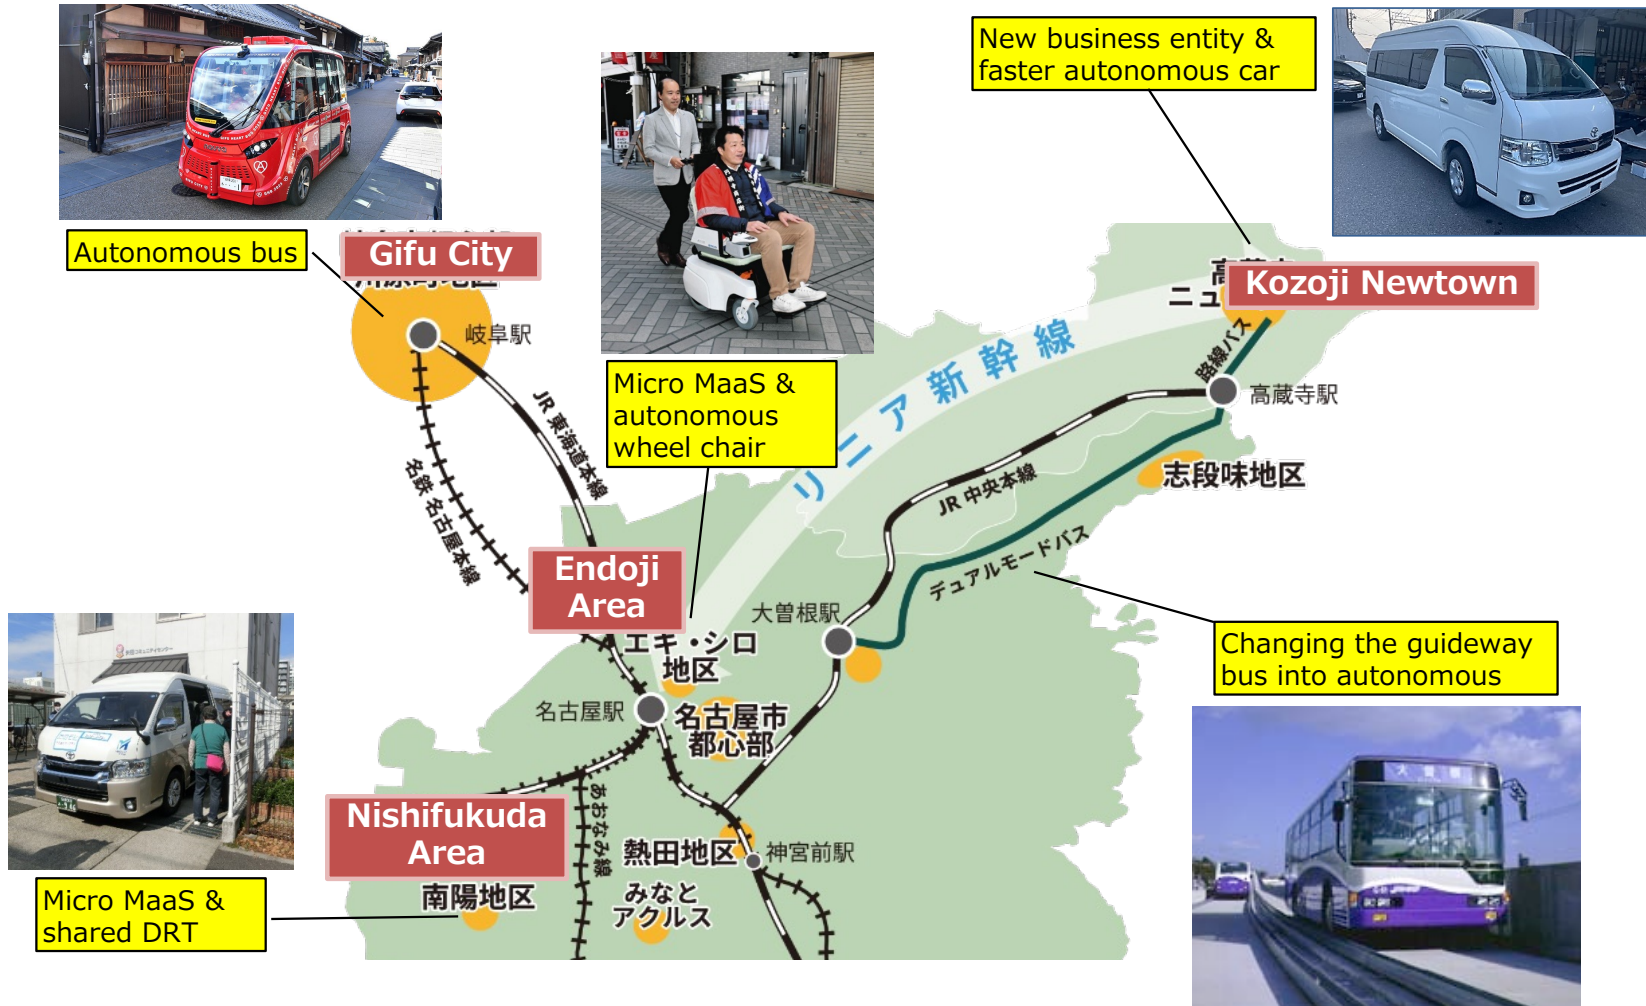 New business entity &
faster autonomous car
Autonomous bus
Gifu City
Kozoji Newtown
岐阜駅
路線バス
高蔵寺駅
Micro MaaS &
autonomous
wheel chair
リニア新幹線
JR東海道本線
名鉄 名古屋本線
JR 中央本線
志段味地区
デュアルモードバス
Endoji
Area
大曽根駅
エキ・シロ
地区
Changing the guideway
bus into autonomous
名古屋駅
名古屋市
都心部
あおなみ線
Nishifukuda
Area
熱田地区
神宮前駅
南陽地区
みなと
アクルス
Micro MaaS &
shared DRT
大曽根